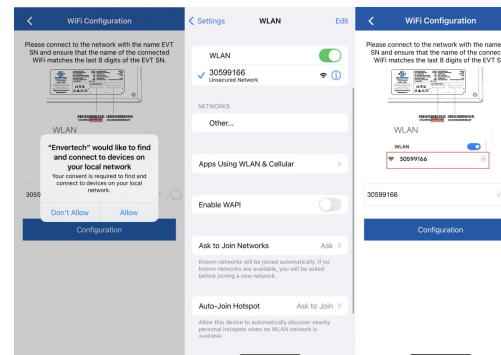 WiFi Configuration
Please connect to the network with the name EVT
SN and ensure that the name of the connected
WiFi matches the last 8 digits of the EVT SN.
WLAN
“Envertech” would like to find
and connect to devices on
your local network
Your consent is required to find and
connect to devices on your local
network.
3059
Don't Allow
Allow
Configuration
Settings
WLAN
Edit
WLAN
30599166
Unsecured Network
NETWORKS
Other...
Apps Using WLAN & Cellular
Enable WAPI
Ask to Join Networks
Ask
Known networks will be joined automatically. If no
known networks are available, you will be asked
before joining a new network.
Auto-Join Hotspot
Ask to Join
Allow this device to automatically discover nearby
personal hotspots when no WLAN network is
available.
WiFi Configuration
Please connect to the network with the name
SN and ensure that the name of the connec
WiFi matches the last 8 digits of the EVT S
WLAN
WLAN
30599166
30599166
Configuration